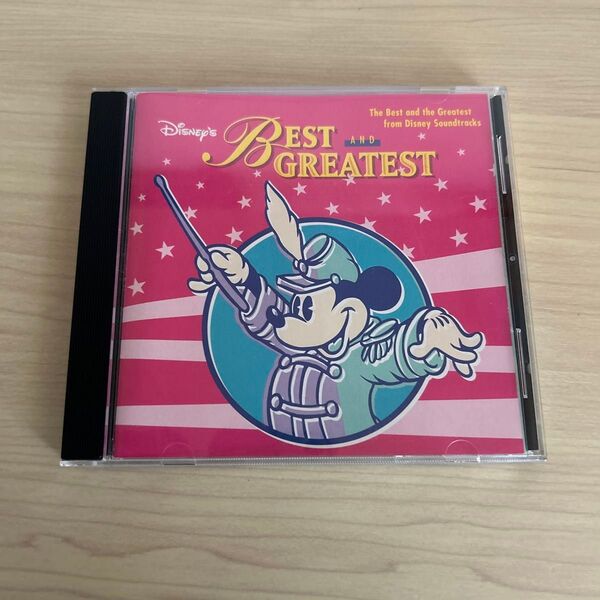 Disney's
BEST AND
GREATEST
The Best and the Greatest
from Disney Soundtracks